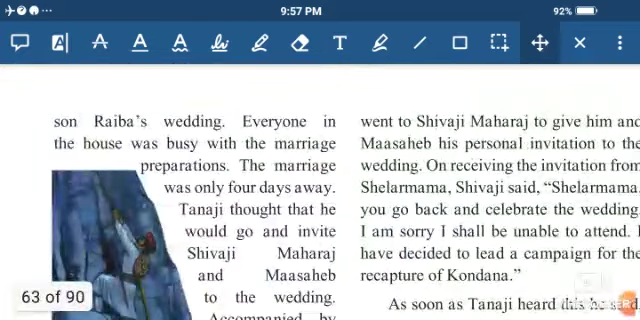 9:57 PM
92%
son Raiba's wedding. Everyone in
the house was busy with the marriage
preparations. The marriage
was only four days away.
Tanaji thought that he
would go and invite
Shivaji Maharaj
and Maasaheb
to the wedding.
Accompanied by
went to Shivaji Maharaj to give him and
Maasaheb his personal invitation to the
wedding. On receiving the invitation from
Shelarmama, Shivaji said, “Shelarmama,
you go back and celebrate the wedding.
I am sorry I shall be unable to attend. I
have decided to lead a campaign for the
recapture of Kondana.”
As soon as Tanaji heard this he said,
63 of 90